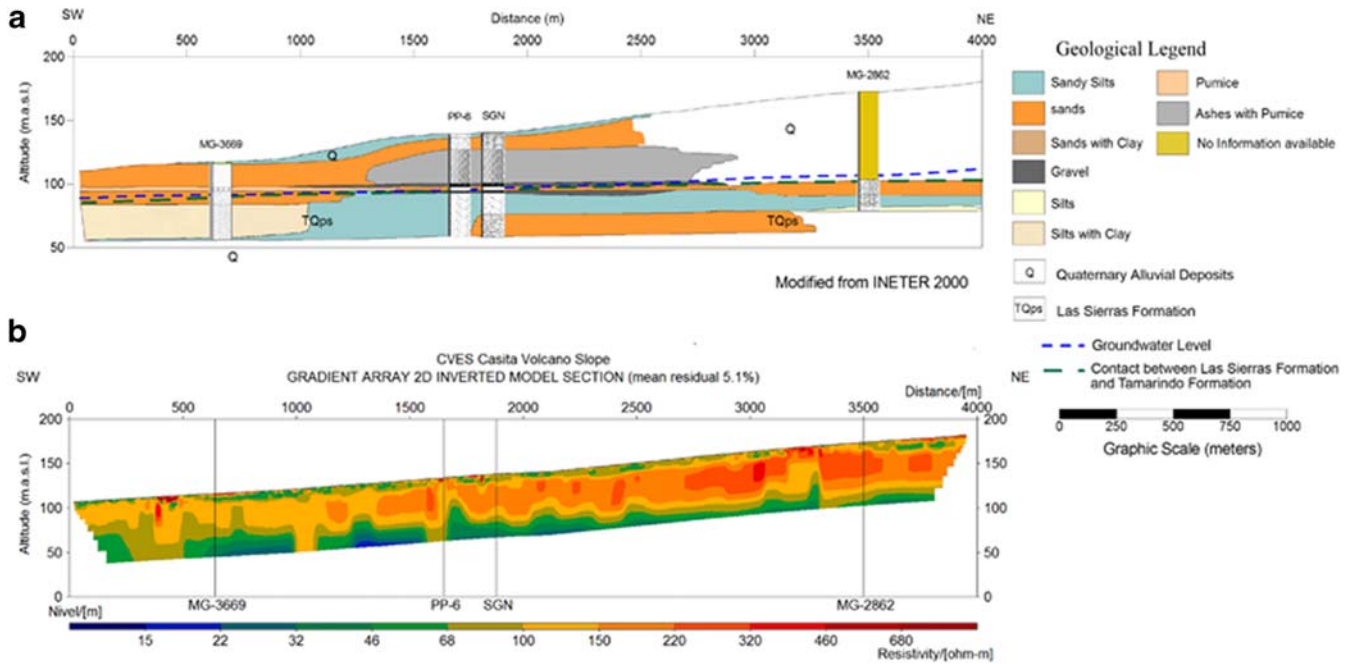 a
SW
Distance (m)
NE
0 500 1000 1500 2000 2500 3000 3500 4000
Altitude (m.a.s.l.)
200
150
100
50
MG-3669
PP-6
SGN
MG-2862
Q
Q
TQps
TQps
Q
Modified from INETER 2000
Geological Legend
Sandy Silts
Pumice
sands
Ashes with Pumice
Sands with Clay
No Information available
Gravel
Silts
Silts with Clay
Q Quaternary Alluvial Deposits
TQps Las Sierras Formation
Groundwater Level
Contact between Las Sierras Formation
and Tamarindo Formation
0 250 500 750 1000
Graphic Scale (meters)
b
CVES Casita Volcano Slope
SW
GRADIENT ARRAY 2D INVERTED MODEL SECTION (mean residual 5.1%)
NE
Distance/[m]
0 500 1000 1500 2000 2500 3000 3500 4000
Altitude (m.a.s.l.)
200 200
150 150
100 100
50 50
0 0
MG-3669 PP-6 SGN MG-2862
Nivel/[m]
15 22 32 46 68 100 150 220 320 460 680
Resistivity/[ohm-m]